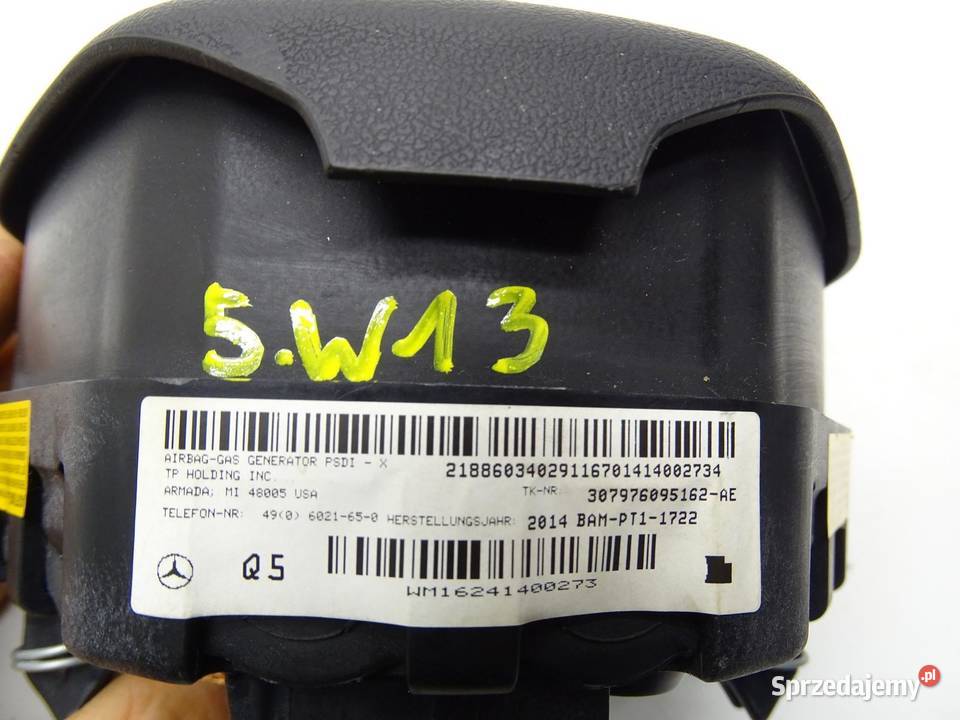 5.W13
21886034029116701414002734
AIRBAG-GAS GENERATOR PSDI - X
TP HOLDING INC.
ARMADA; MI 48005 USA
TK-NR: 307976095162-AE
TELEFON-NR: 49(0) 6021-65-0 HERSTELLUNGSJAHR: 2014 BAM-PT1-1722
Q5
WM16241400273
Sprzedajemy.pl